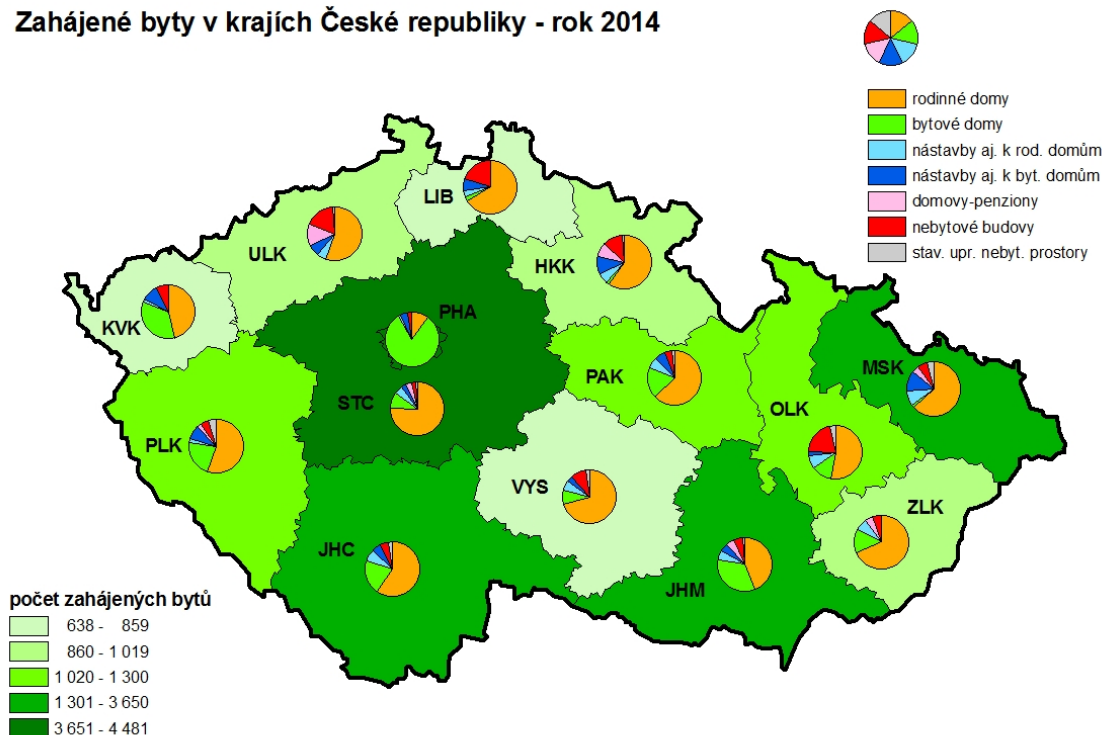 Zahájené byty v krajích České republiky - rok 2014
rodinné domy
bytové domy
nástavby aj. k rod. domům
nástavby aj. k byt. domům
domovy-penziony
nebytové budovy
stav. upr. nebyt. prostory
LIB
ULK
HKK
KVK
PHA
PAK
MSK
STC
OLK
PLK
VYS
ZLK
JHC
JHM
počet zahájených bytů
638 - 859
860 - 1 019
1 020 - 1 300
1 301 - 3 650
3 651 - 4 481